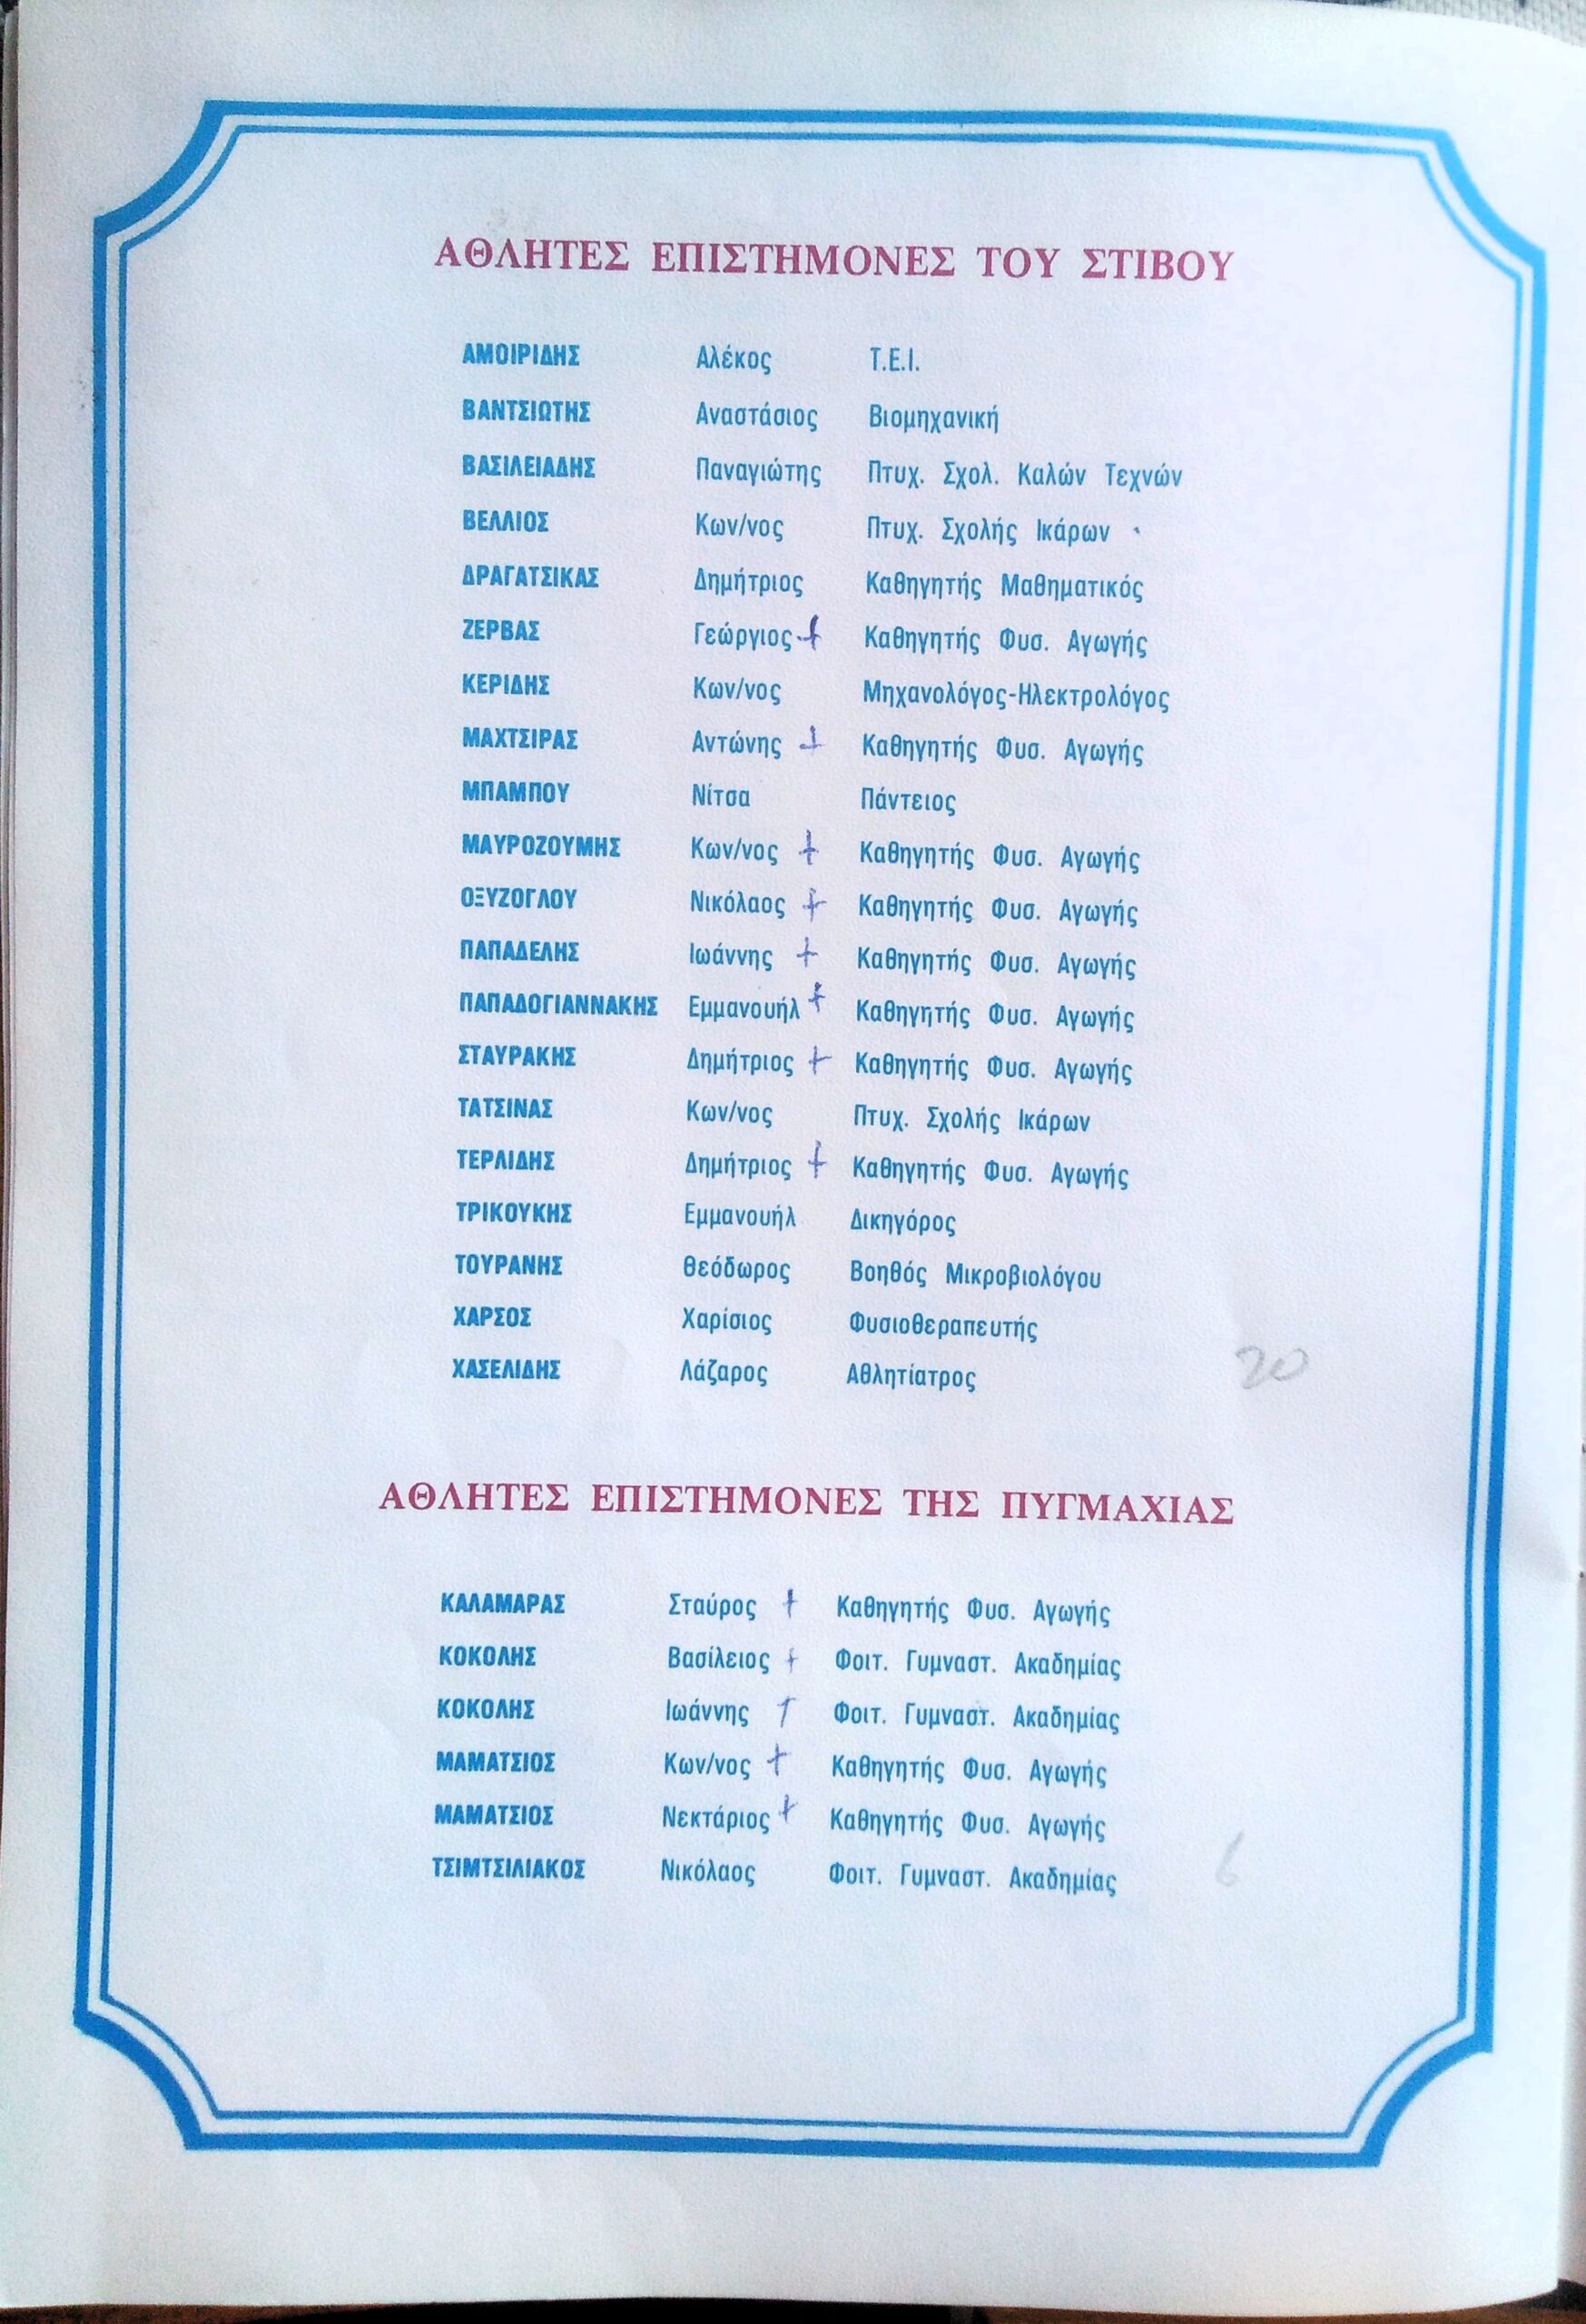 ΑΘΛΗΤΕΣ ΕΠΙΣΤΗΜΟΝΕΣ ΤΟΥ ΣΤΙΒΟΥ
ΑΜΟΙΡΙΔΗΣ Αλέκος Τ.Ε.Ι.
ΒΑΝΤΣΙΩΤΗΣ Αναστάσιος Βιομηχανική
ΒΑΣΙΛΕΙΑΔΗΣ Παναγιώτης Πτυχ. Σχολ. Καλών Τεχνών
ΒΕΛΛΙΟΣ Κων/νος Πτυχ. Σχολής Ικάρων
ΔΡΑΓΑΤΣΙΚΑΣ Δημήτριος Καθηγητής Μαθηματικός
ΖΕΡΒΑΣ Γεώργιος + Καθηγητής Φυσ. Αγωγής
ΚΕΡΙΔΗΣ Κων/νος Μηχανολόγος-Ηλεκτρολόγος
ΜΑΧΤΣΙΡΑΣ Αντώνης + Καθηγητής Φυσ. Αγωγής
ΜΠΑΜΠΟΥ Νίτσα Πάντειος
ΜΑΥΡΟΖΟΥΜΗΣ Κων/νος + Καθηγητής Φυσ. Αγωγής
ΟΞΥΖΟΓΛΟΥ Νικόλαος + Καθηγητής Φυσ. Αγωγής
ΠΑΠΑΔΕΛΗΣ Ιωάννης + Καθηγητής Φυσ. Αγωγής
ΠΑΠΑΔΟΓΙΑΝΝΑΚΗΣ Εμμανουήλ + Καθηγητής Φυσ. Αγωγής
ΣΤΑΥΡΑΚΗΣ Δημήτριος + Καθηγητής Φυσ. Αγωγής
ΤΑΤΣΙΝΑΣ Κων/νος Πτυχ. Σχολής Ικάρων
ΤΕΡΛΙΔΗΣ Δημήτριος + Καθηγητής Φυσ. Αγωγής
ΤΡΙΚΟΥΚΗΣ Εμμανουήλ Δικηγόρος
ΤΟΥΡΑΝΗΣ Θεόδωρος Βοηθός Μικροβιολόγου
ΧΑΡΣΟΣ Χαρίσιος Φυσιοθεραπευτής
ΧΑΣΕΛΙΔΗΣ Λάζαρος Αθλητίατρος 20
ΑΘΛΗΤΕΣ ΕΠΙΣΤΗΜΟΝΕΣ ΤΗΣ ΠΥΓΜΑΧΙΑΣ
ΚΑΛΑΜΑΡΑΣ Σταύρος + Καθηγητής Φυσ. Αγωγής
ΚΟΚΟΛΗΣ Βασίλειος + Φοιτ. Γυμναστ. Ακαδημίας
ΚΟΚΟΛΗΣ Ιωάννης + Φοιτ. Γυμναστ. Ακαδημίας
ΜΑΜΑΤΣΙΟΣ Κων/νος + Καθηγητής Φυσ. Αγωγής
ΜΑΜΑΤΣΙΟΣ Νεκτάριος + Καθηγητής Φυσ. Αγωγής
ΤΣΙΜΤΣΙΛΙΑΚΟΣ Νικόλαος Φοιτ. Γυμναστ. Ακαδημίας 6